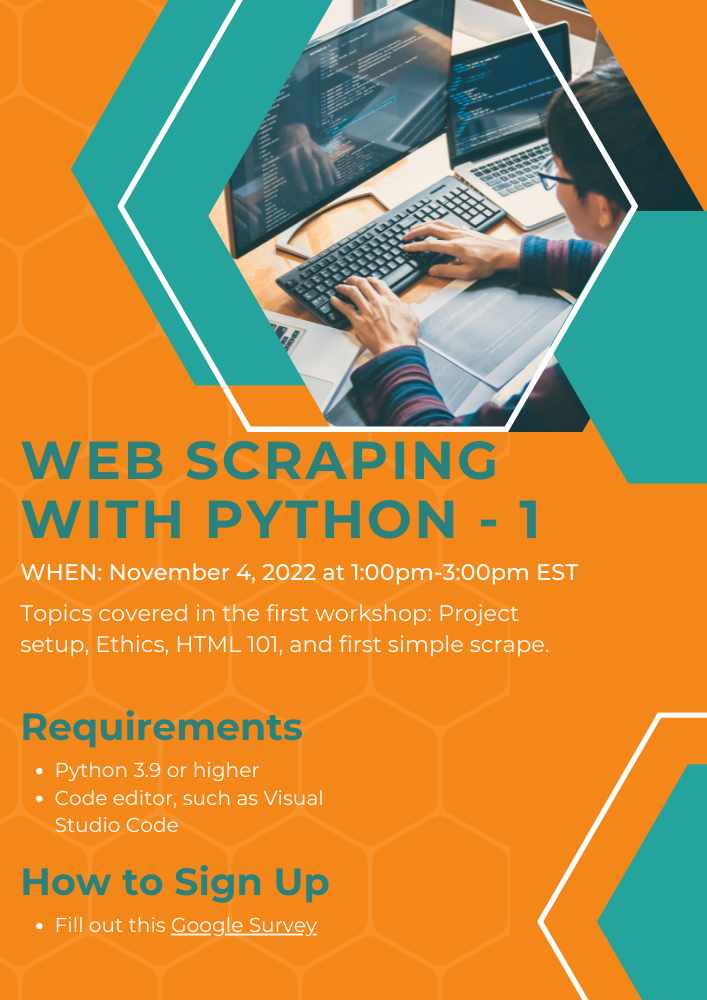 WEB SCRAPING
WITH PYTHON - 1
WHEN: November 4, 2022 at 1:00pm-3:00pm EST
Topics covered in the first workshop: Project
setup, Ethics, HTML 101, and first simple scrape.
Requirements
• Python 3.9 or higher
• Code editor, such as Visual
Studio Code
How to Sign Up
• Fill out this Google Survey